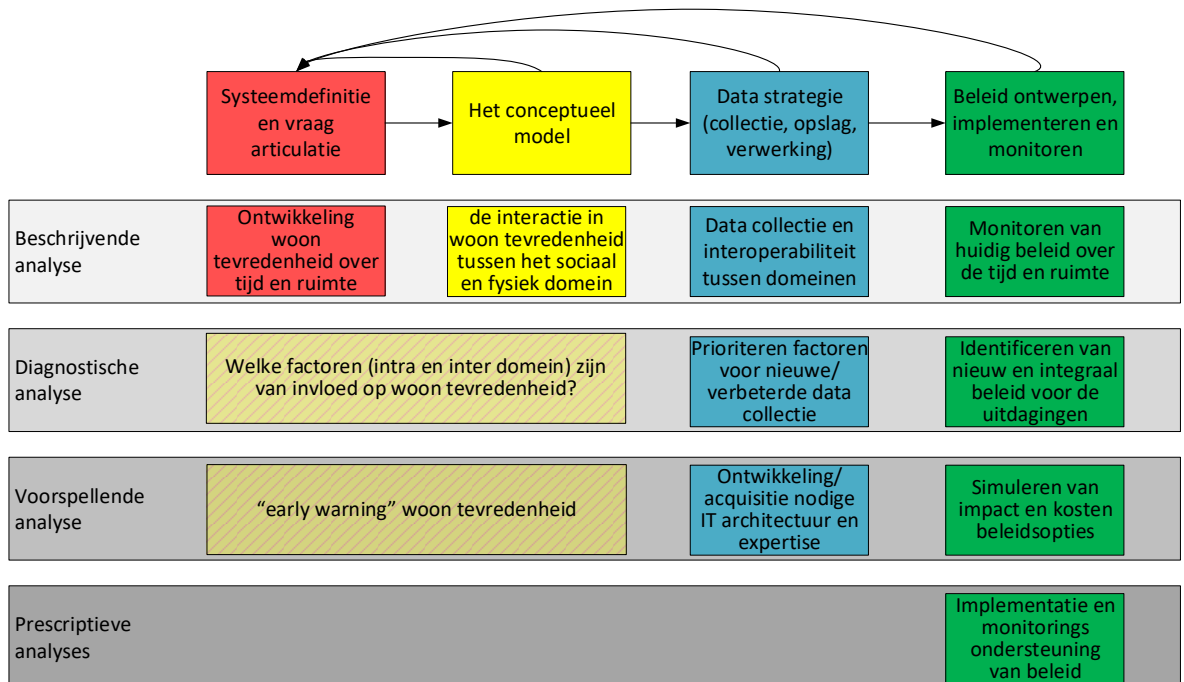 Systeemdefinitie
en vraag
articulatie
Het conceptueel
model
Data strategie
(collectie, opslag,
verwerking)
Beleid ontwerpen,
implementeren en
monitoren
Beschrijvende
analyse
Ontwikkeling
woon
tevredenheid over
tijd en ruimte
de interactie in
woon tevredenheid
tussen het sociaal
en fysiek domein
Data collectie en
interoperabiliteit
tussen domeinen
Monitoren van
huidig beleid over
de tijd en ruimte
Diagnostische
analyse
Welke factoren (intra en inter domein) zijn
van invloed op woon tevredenheid?
Prioriteren factoren
voor nieuwe/
verbeterde data
collectie
Identificeren van
nieuw en integraal
beleid voor de
uitdagingen
Voorspellende
analyse
“early warning” woon tevredenheid
Ontwikkeling/
acquisitie nodige
IT architectuur en
expertise
Simuleren van
impact en kosten
beleidsopties
Prescriptieve
analyses
Implementatie en
monitorings
ondersteuning
van beleid